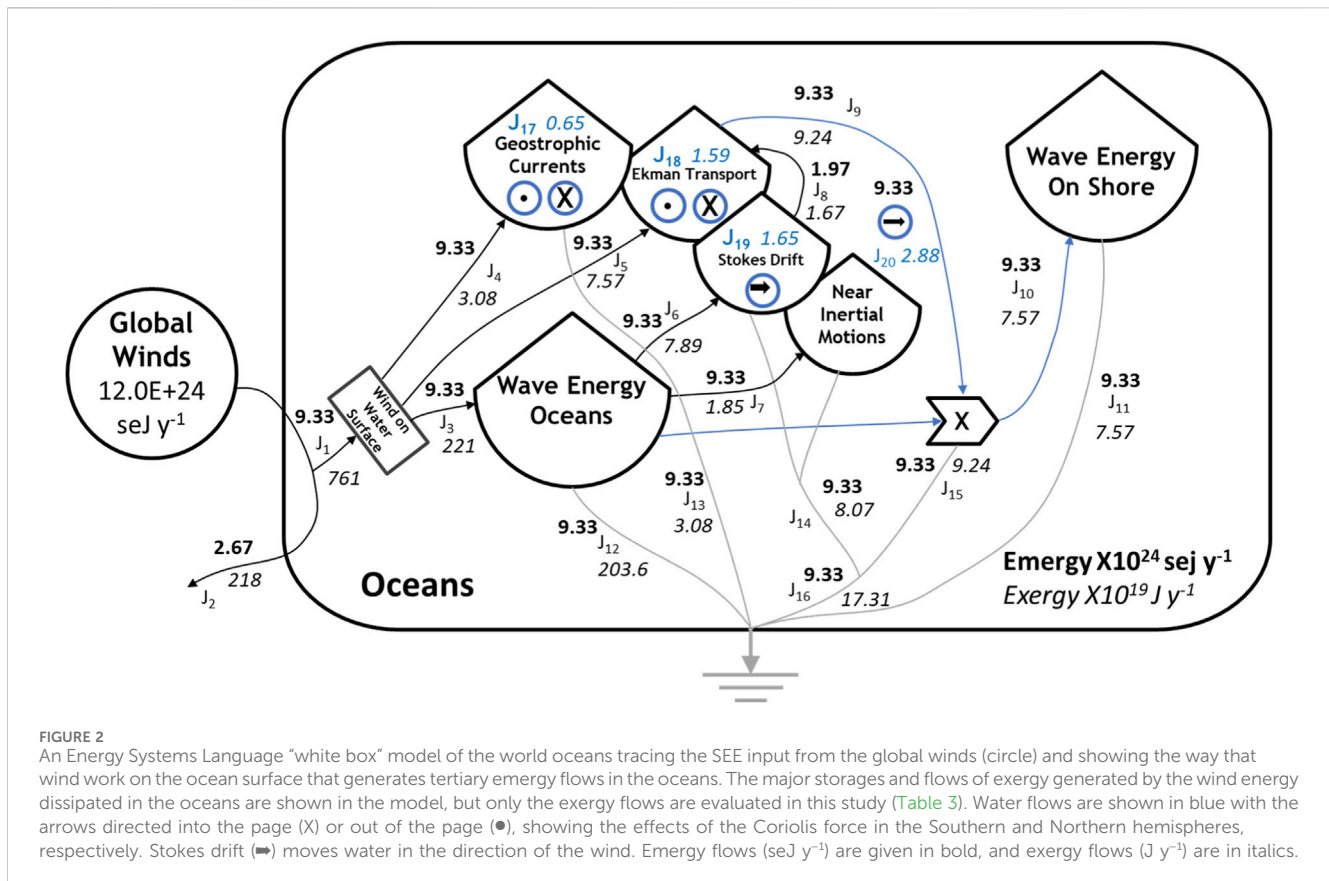 J17 0.65
Geostrophic
Currents
• X
J18 1.59
Ekman Transport
• X
J19 1.65
Stokes Drift
Near
Inertial
Motions
9.33
J9
9.24
1.97
J8
1.67
9.33
J20 2.88
Wave Energy
On Shore
9.33
J4
3.08
9.33
J5
7.57
9.33
J6
7.89
9.33
J10
7.57
Global
Winds
12.0E+24
seJ y-1
9.33
J1
761
Wind on
Water
Surface
9.33
J3
221
Wave Energy
Oceans
9.33
1.85 J7
X
9.33
J11
7.57
9.33
J12
203.6
9.33
J13
3.08
9.33
J14
8.07
9.33 9.24
J15
9.33
J16
17.31
2.67
218
J2
Oceans
Emergy X10^24 sej y-1
Exergy X10^19 J y-1
FIGURE 2
An Energy Systems Language “white box” model of the world oceans tracing the SEE input from the global winds (circle) and showing the way that
wind work on the ocean surface that generates tertiary emergy flows in the oceans. The major storages and flows of exergy generated by the wind energy
dissipated in the oceans are shown in the model, but only the exergy flows are evaluated in this study (Table 3). Water flows are shown in blue with the
arrows directed into the page (X) or out of the page (●), showing the effects of the Coriolis force in the Southern and Northern hemispheres,
respectively. Stokes drift (➡) moves water in the direction of the wind. Emergy flows (seJ y−1) are given in bold, and exergy flows (J y−1) are in italics.